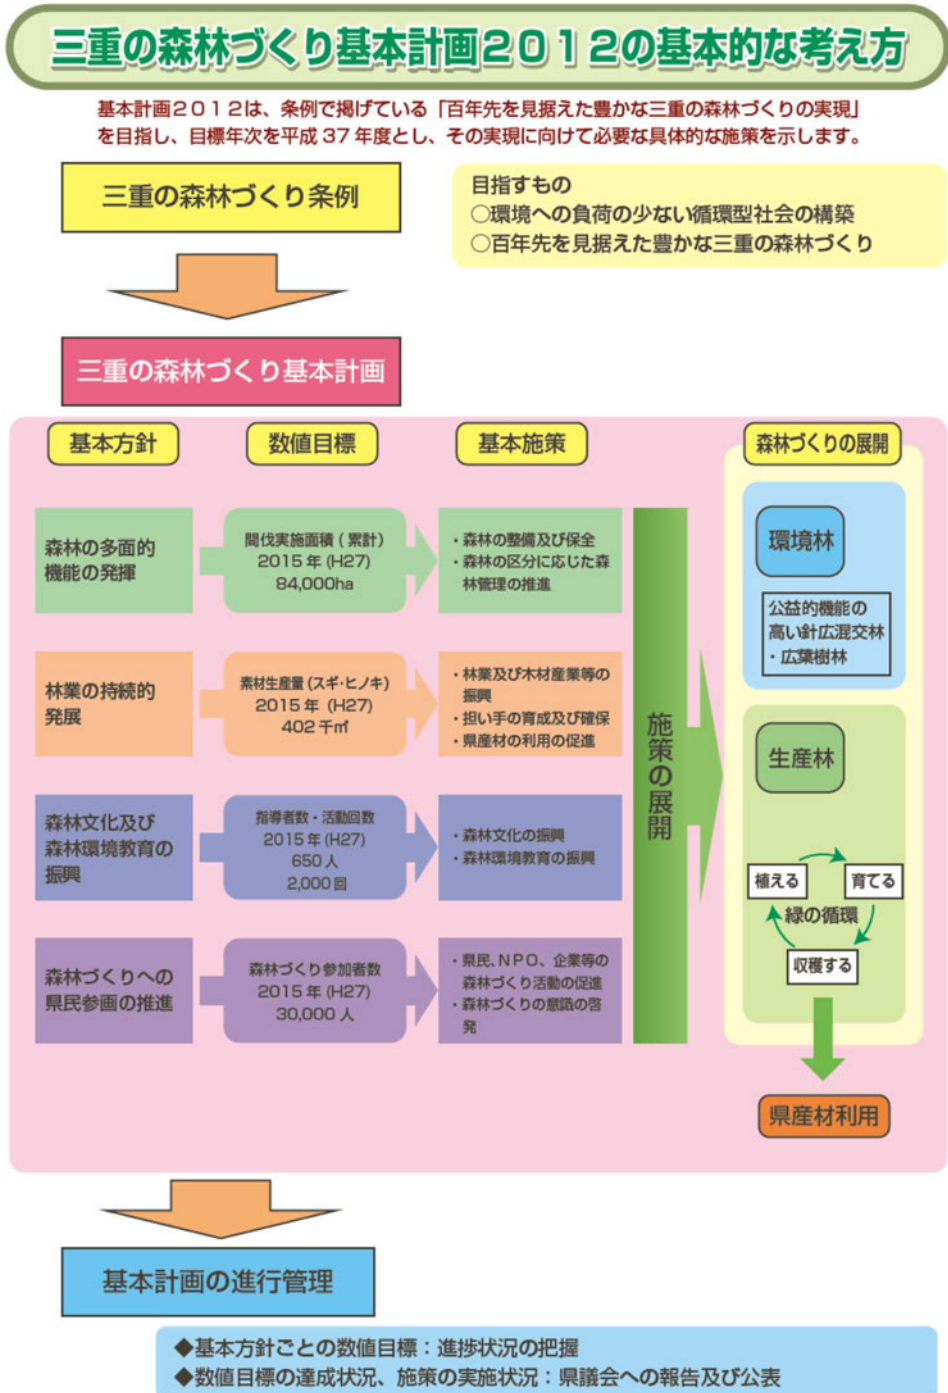 三重の森林づくり基本計画2012の基本的な考え方
基本計画2012は、条例で掲げている「百年先を見据えた豊かな三重の森林づくりの実現」
を目指し、目標年次を平成37年度とし、その実現に向けて必要な具体的な施策を示します。
三重の森林づくり条例
目指すもの
○環境への負荷の少ない循環型社会の構築
○百年先を見据えた豊かな三重の森林づくり
三重の森林づくり基本計画
基本方針
数値目標
基本施策
森林づくりの展開
森林の多面的
機能の発揮
間伐実施面積(累計)
2015年(H27)
84,000ha
・森林の整備及び保全
・森林の区分に応じた森
林管理の推進
林業の持続的
発展
素材生産量(スギ・ヒノキ)
2015年(H27)
402千㎥
・林業及び木材産業等の
振興
・担い手の育成及び確保
・県産材の利用の促進
森林文化及び
森林環境教育の
振興
指導者数・活動回数
2015年(H27)
650人
2,000回
・森林文化の振興
・森林環境教育の振興
森林づくりへの
県民参画の推進
森林づくり参加者数
2015年(H27)
30,000人
・県民、NPO、企業等の
森林づくり活動の促進
・森林づくりの意識の啓
発
施策の展開
環境林
公益的機能の
高い針広混交林
・広葉樹林
生産林
植える
育てる
緑の循環
収穫する
県産材利用
基本計画の進行管理
◆基本方針ごとの数値目標:進捗状況の把握
◆数値目標の達成状況、施策の実施状況:県議会への報告及び公表